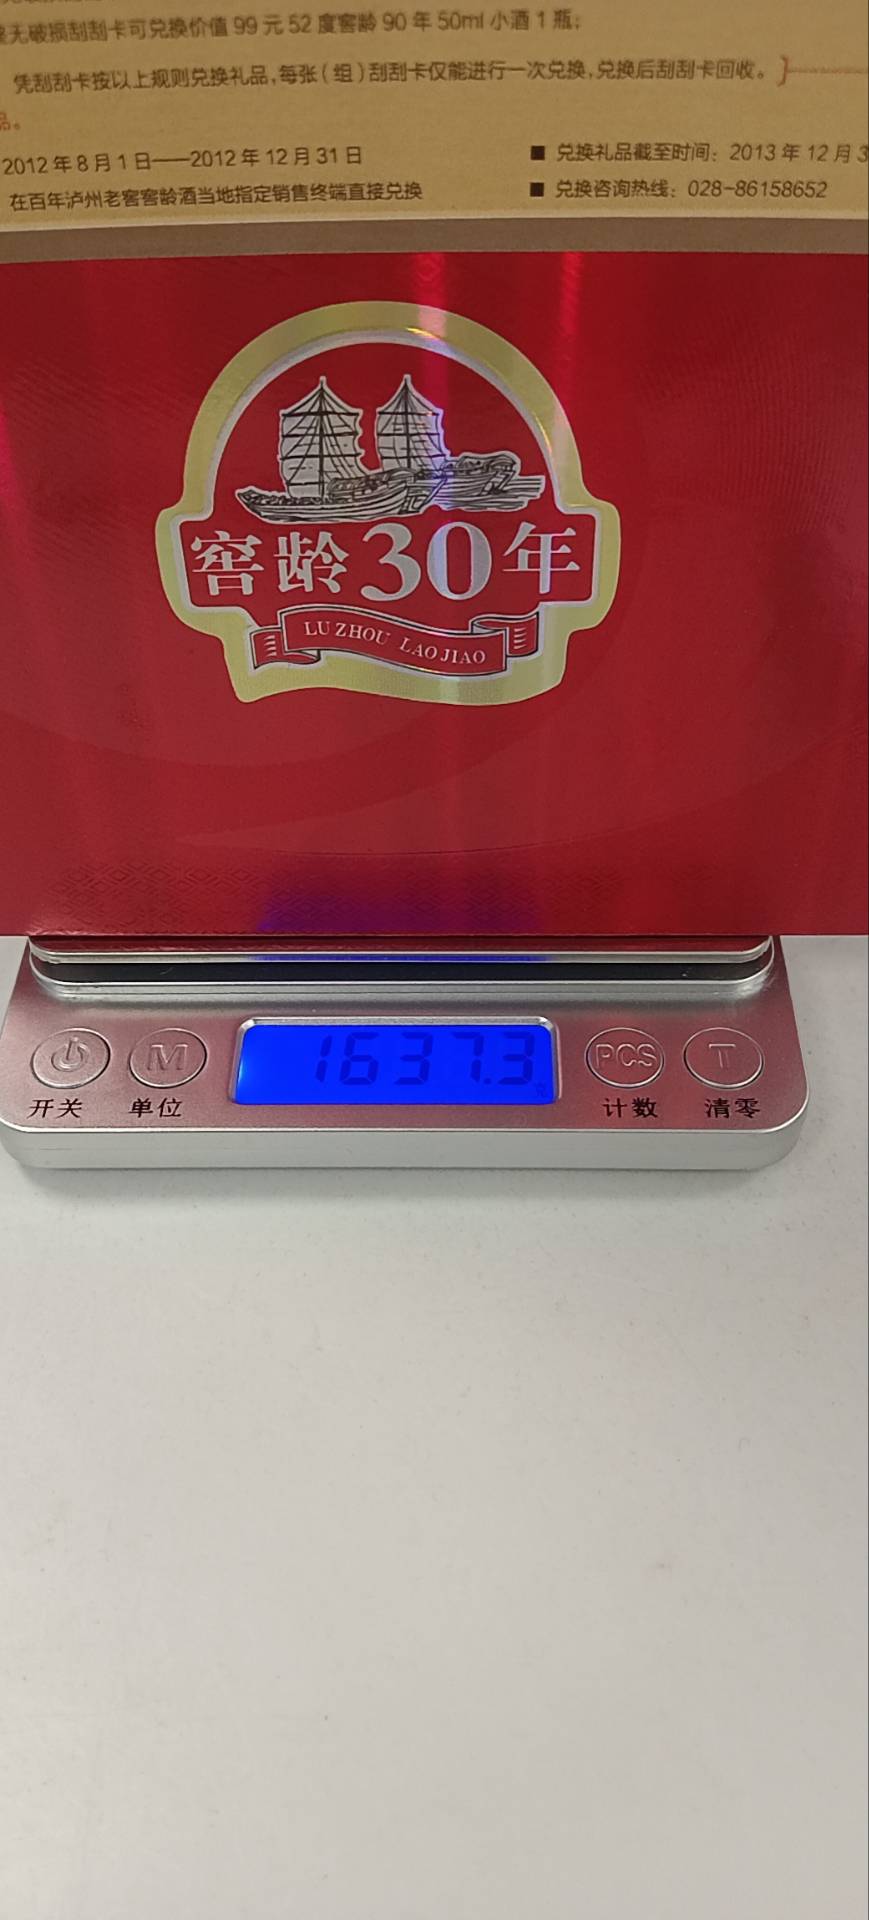 无破损刮刮卡可兑换价值 99 元 52 度窖龄 90 年 50ml 小酒 1 瓶;
凭刮刮卡按以上规则兑换礼品,每张(组)刮刮卡仅能进行一次兑换,兑换后刮刮卡回收。
品。
2012 年 8 月 1 日——2012 年 12 月 31 日
■ 兑换礼品截至时间: 2013 年 12 月 3
在百年泸州老窖窖龄酒当地指定销售终端直接兑换
■ 兑换咨询热线: 028-86158652
窖龄30年
LU ZHOU LAO JIAO
1637.3
M
PCS
T
开关
单位
计数
清零